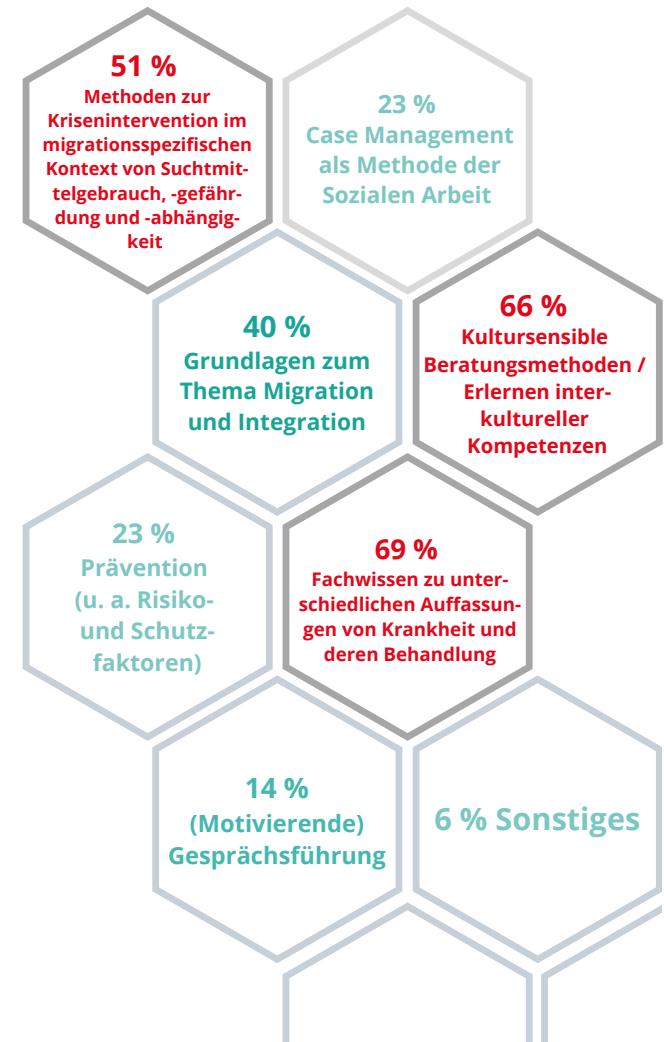 51 %
Methoden zur
Krisenintervention im
migrationsspezifischen
Kontext von Suchtmit-
telgebrauch, -gefähr-
dung und -abhängig-
keit
23 %
Case Management
als Methode der
Sozialen Arbeit
40 %
Grundlagen zum
Thema Migration
und Integration
66 %
Kultursensible
Beratungsmethoden /
Erlernen inter-
kultureller
Kompetenzen
23 %
Prävention
(u. a. Risiko-
und Schutz-
faktoren)
69 %
Fachwissen zu unter-
schiedlichen Auffassun-
gen von Krankheit und
deren Behandlung
14 %
(Motivierende)
Gesprächsführung
6 % Sonstiges